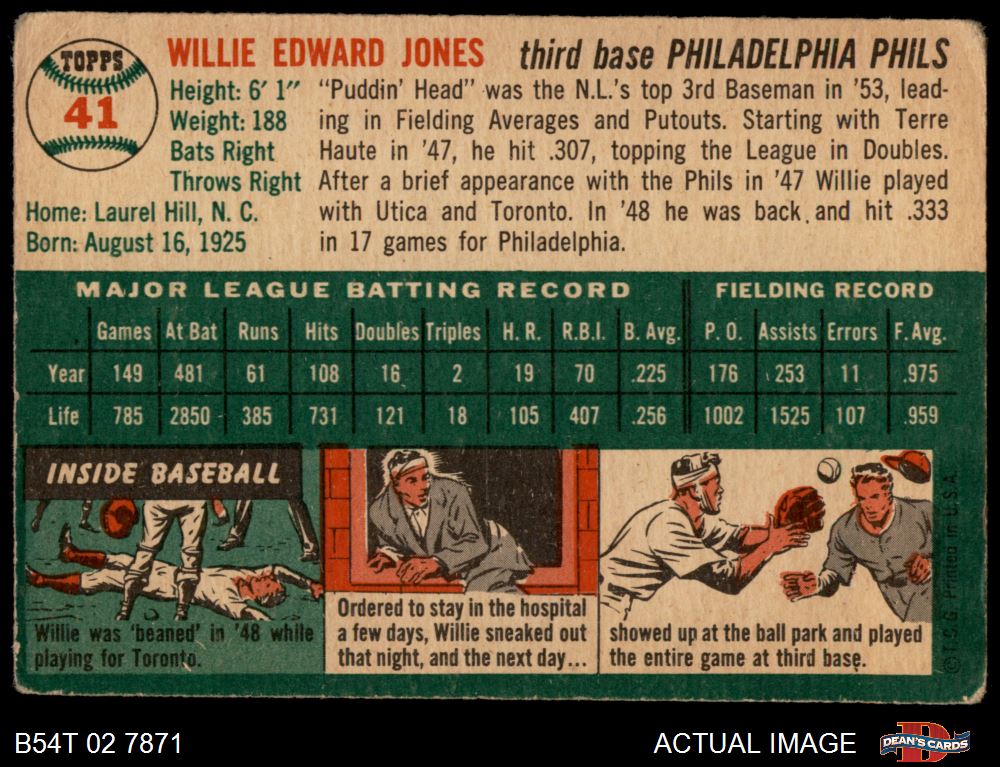 TOPPS
41
WILLIE EDWARD JONES third base PHILADELPHIA PHILS
Height: 6' 1"
Weight: 188
Bats Right
Throws Right
Home: Laurel Hill, N. C.
Born: August 16, 1925
"Puddin' Head" was the N.L.'s top 3rd Baseman in '53, lead-
ing in Fielding Averages and Putouts. Starting with Terre
Haute in '47, he hit .307, topping the League in Doubles.
After a brief appearance with the Phils in '47 Willie played
with Utica and Toronto. In '48 he was back and hit .333
in 17 games for Philadelphia.
MAJOR LEAGUE BATTING RECORD FIELDING RECORD
Games At Bat Runs Hits Doubles Triples H. R. R.B.I. B. Avg. P. O. Assists Errors F. Avg.
Year 149 481 61 108 16 2 19 70 .225 176 253 11 .975
Life 785 2850 385 731 121 18 105 407 .256 1002 1525 107 .959
INSIDE BASEBALL
Willie was 'beaned' in '48 while
playing for Toronto.
Ordered to stay in the hospital
a few days, Willie sneaked out
that night, and the next day...
showed up at the ball park and played
the entire game at third base.
© T.C.G. Printed in U.S.A.
B54T 02 7871
ACTUAL IMAGE
DEAN'S CARDS